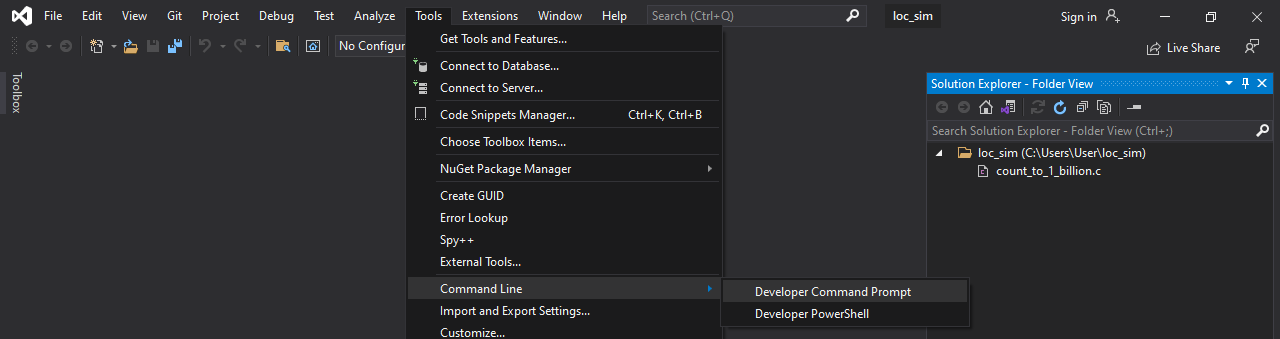 File Edit View Git Project Debug Test Analyze Tools Extensions Window Help Search (Ctrl+Q) loc_sim Sign in
No Configur Live Share
Toolbox
Get Tools and Features...
Connect to Database...
Connect to Server...
Code Snippets Manager... Ctrl+K, Ctrl+B
Choose Toolbox Items...
NuGet Package Manager
Create GUID
Error Lookup
Spy++
External Tools...
Command Line
Import and Export Settings...
Customize...
Developer Command Prompt
Developer PowerShell
Solution Explorer - Folder View
Search Solution Explorer - Folder View (Ctrl+;)
loc_sim (C:\Users\User\loc_sim)
count_to_1_billion.c